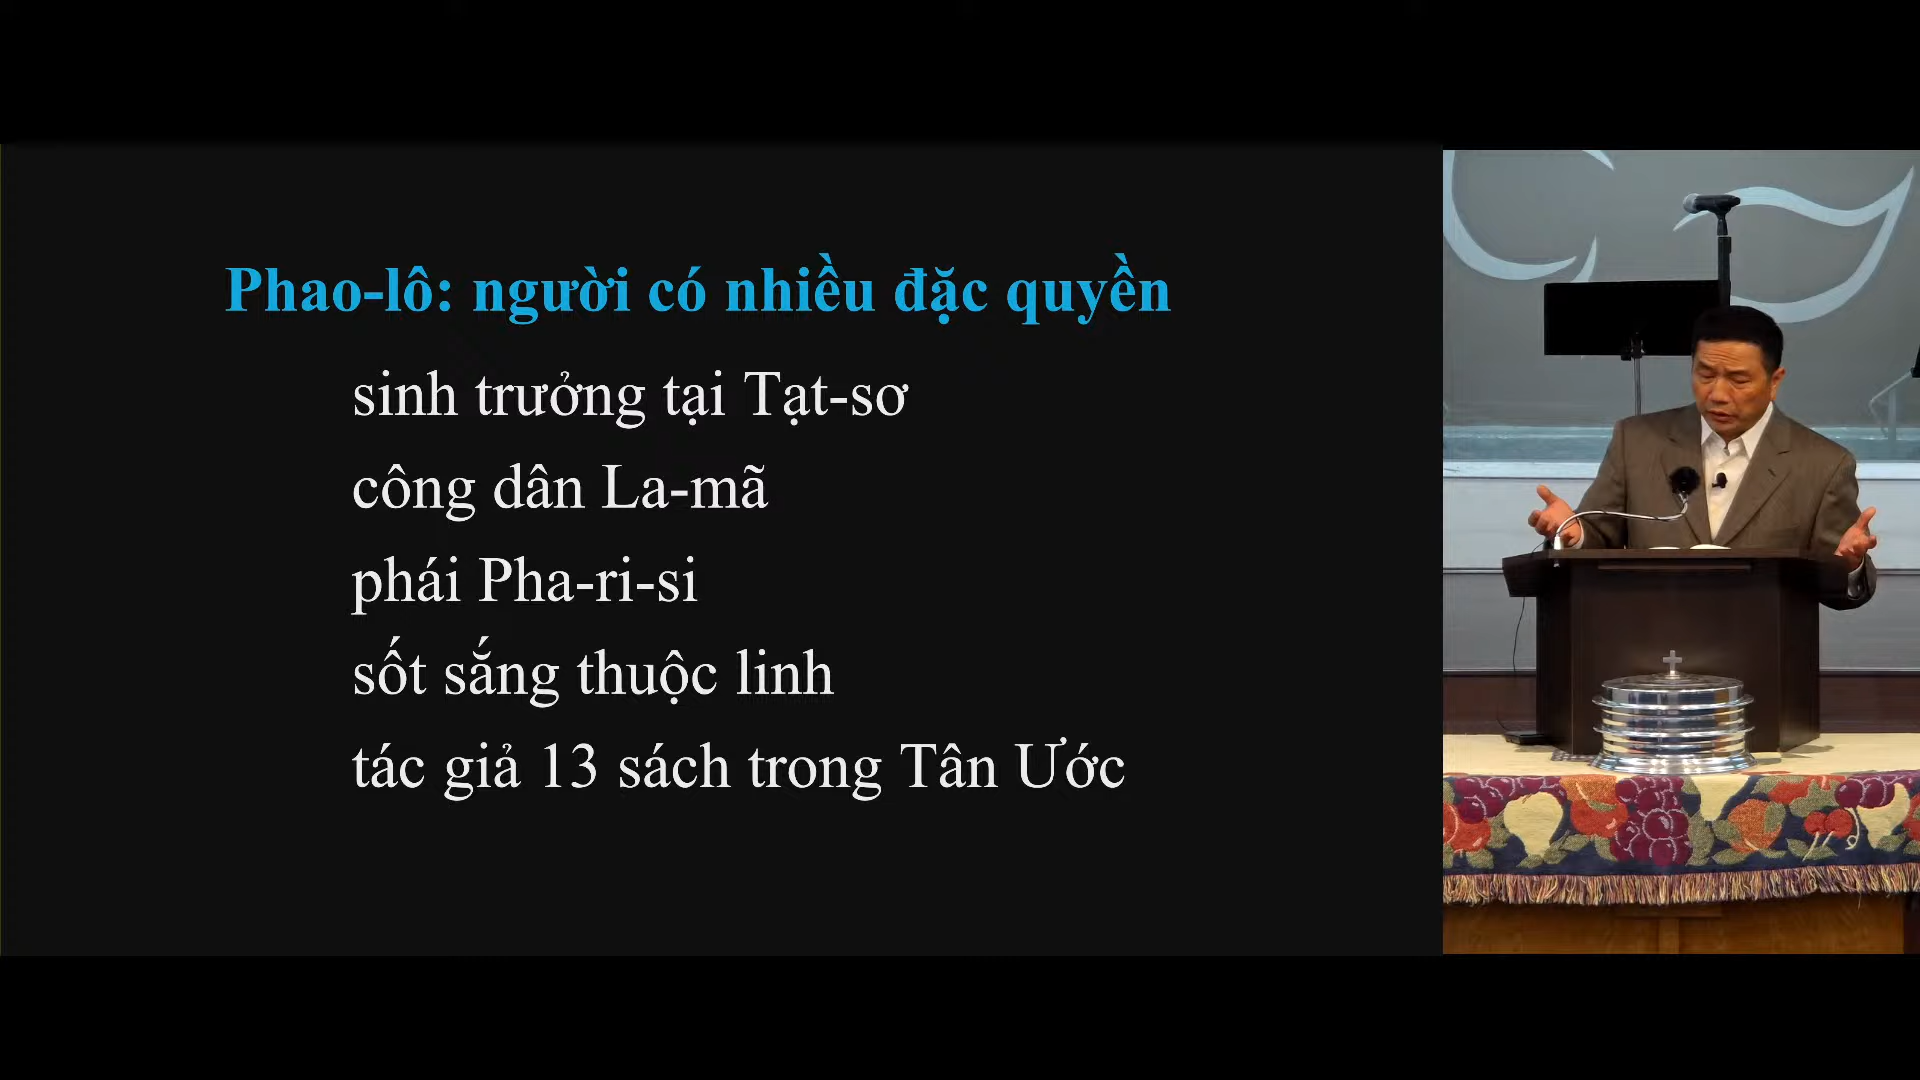 Phao-lô: người có nhiều đặc quyền
sinh trưởng tại Tạt-sơ
công dân La-mã
phái Pha-ri-si
sốt sắng thuộc linh
tác giả 13 sách trong Tân Ước